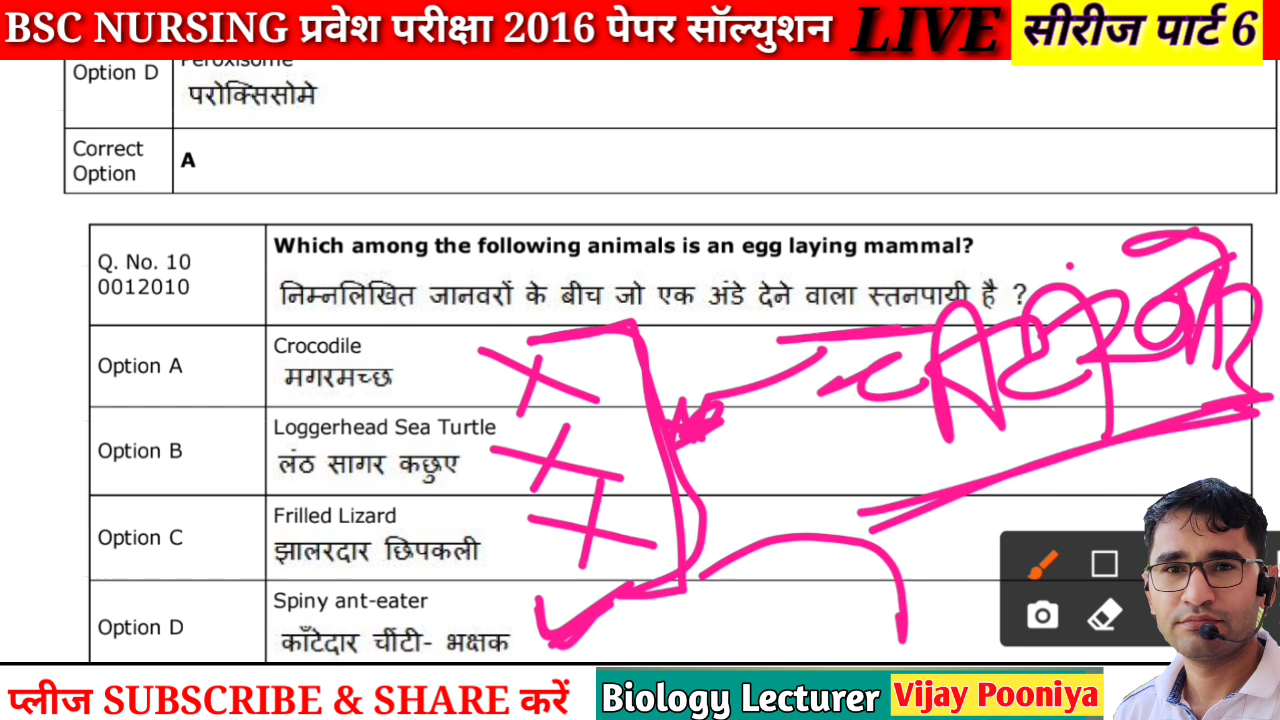 BSC NURSING प्रवेश परीक्षा 2016 पेपर सॉल्युशन LIVE सीरीज पार्ट 6
Option D Peroxisome
परोक्सिसोमे
Correct Option A
Q. No. 10 0012010 Which among the following animals is an egg laying mammal?
निम्नलिखित जानवरों के बीच जो एक अंडे देने वाला स्तनपायी है ?
Option A Crocodile
मगरमच्छ
Option B Loggerhead Sea Turtle
लंठ सागर कछुए
Option C Frilled Lizard
झालरदार छिपकली
Option D Spiny ant-eater
काँटेदार चींटी- भक्षक
प्लीज SUBSCRIBE & SHARE करें Biology Lecturer Vijay Pooniya